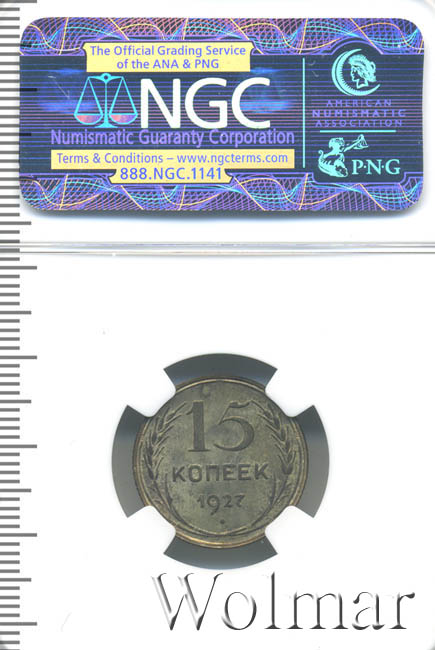 The Official Grading Service
of the ANA & PNG
NGC
Numismatic Guaranty Corporation
Terms & Conditions – www.ngcterms.com
888.NGC.1141
AMERICAN
NUMISMATIC
ASSOCIATION
P·N·G
15
КОПЕЕК
1927
Wolmar